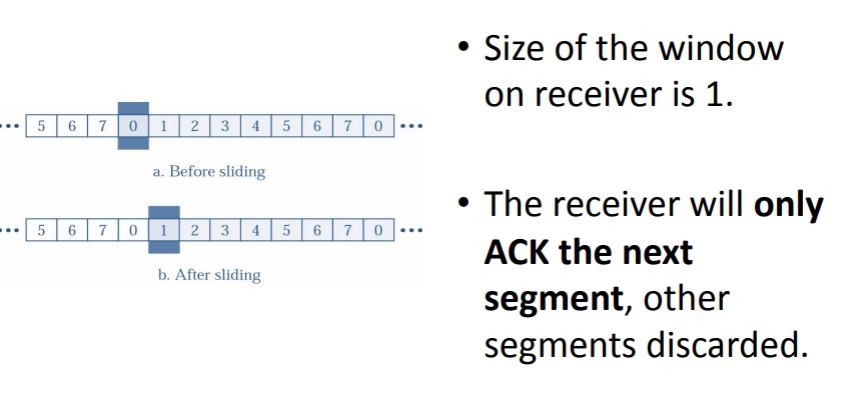 ••• 5 6 7 0 1 2 3 4 5 6 7 0 •••
a. Before sliding
••• 5 6 7 0 1 2 3 4 5 6 7 0 •••
b. After sliding
• Size of the window
on receiver is 1.
• The receiver will only
ACK the next
segment, other
segments discarded.